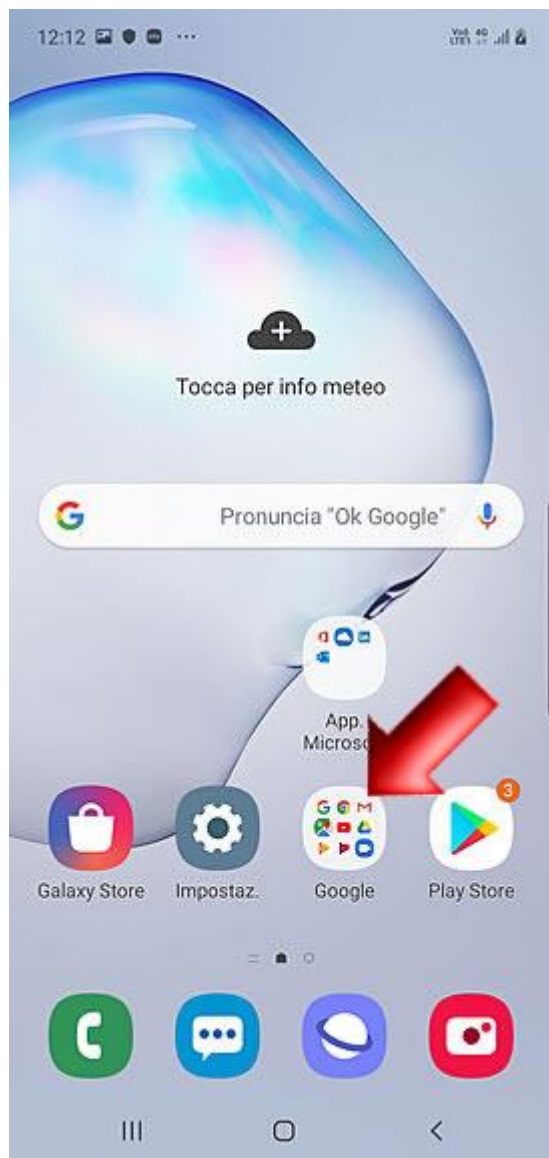 12:12
Tocca per info meteo
Pronuncia "Ok Google"
App.
Galaxy Store
Impostaz.
Google
3
Play Store